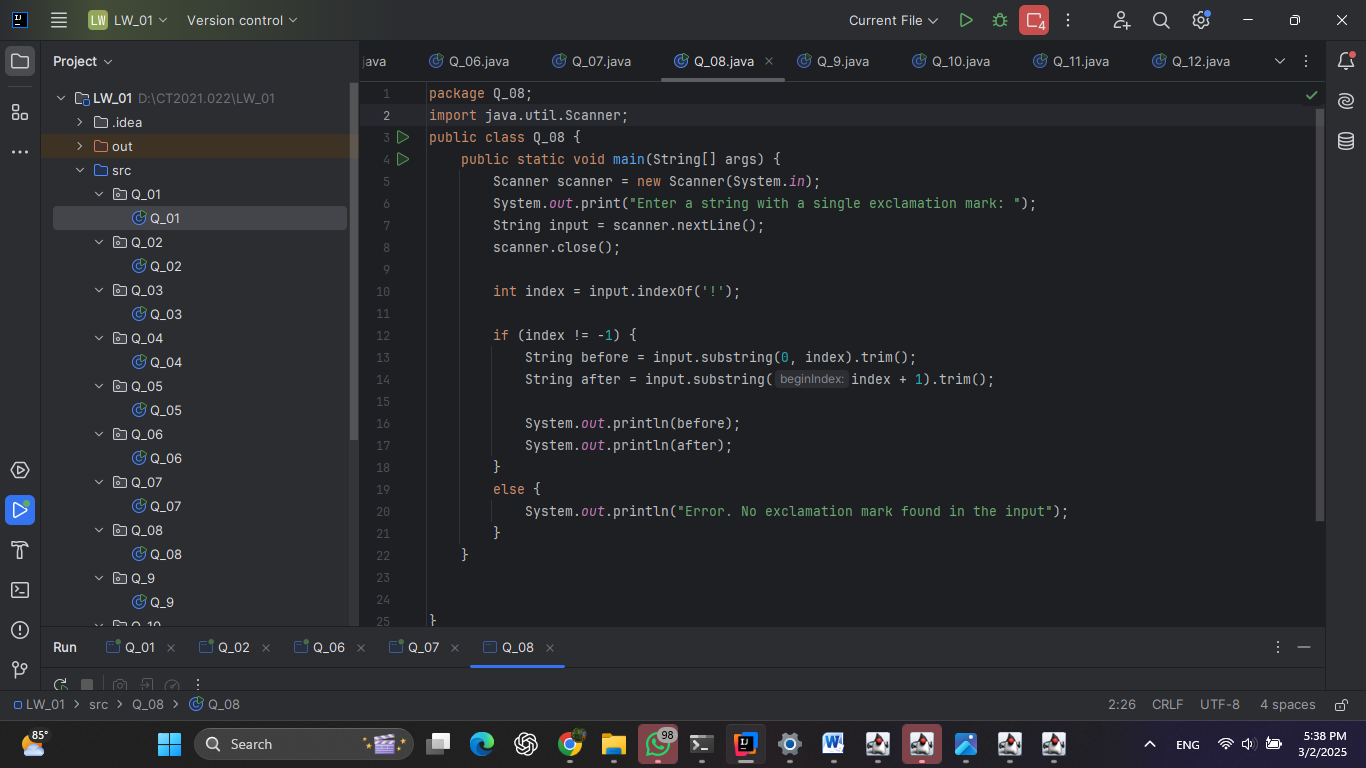 LW LW_01 Version control Current File 4
Project
java Q_06.java Q_07.java Q_08.java Q_9.java Q_10.java Q_11.java Q_12.java
LW_01 D:\CT2021.022\LW_01
.idea
out
src
Q_01
Q_01
Q_02
Q_02
Q_03
Q_03
Q_04
Q_04
Q_05
Q_05
Q_06
Q_06
Q_07
Q_07
Q_08
Q_08
Q_9
Q_9
Q_10
1 package Q_08;
2 import java.util.Scanner;
3 public class Q_08 {
4 public static void main(String[] args) {
5 Scanner scanner = new Scanner(System.in);
6 System.out.print("Enter a string with a single exclamation mark: ");
7 String input = scanner.nextLine();
8 scanner.close();
9
10 int index = input.indexOf('!');
11
12 if (index != -1) {
13 String before = input.substring(0, index).trim();
14 String after = input.substring( beginIndex: index + 1).trim();
15
16 System.out.println(before);
17 System.out.println(after);
18 }
19 else {
20 System.out.println("Error. No exclamation mark found in the input");
21 }
22 }
23
24
25 }
Run Q_01 Q_02 Q_06 Q_07 Q_08
LW_01 src Q_08 Q_08 2:26 CRLF UTF-8 4 spaces
85° Search 98 ENG 5:38 PM
3/2/2025